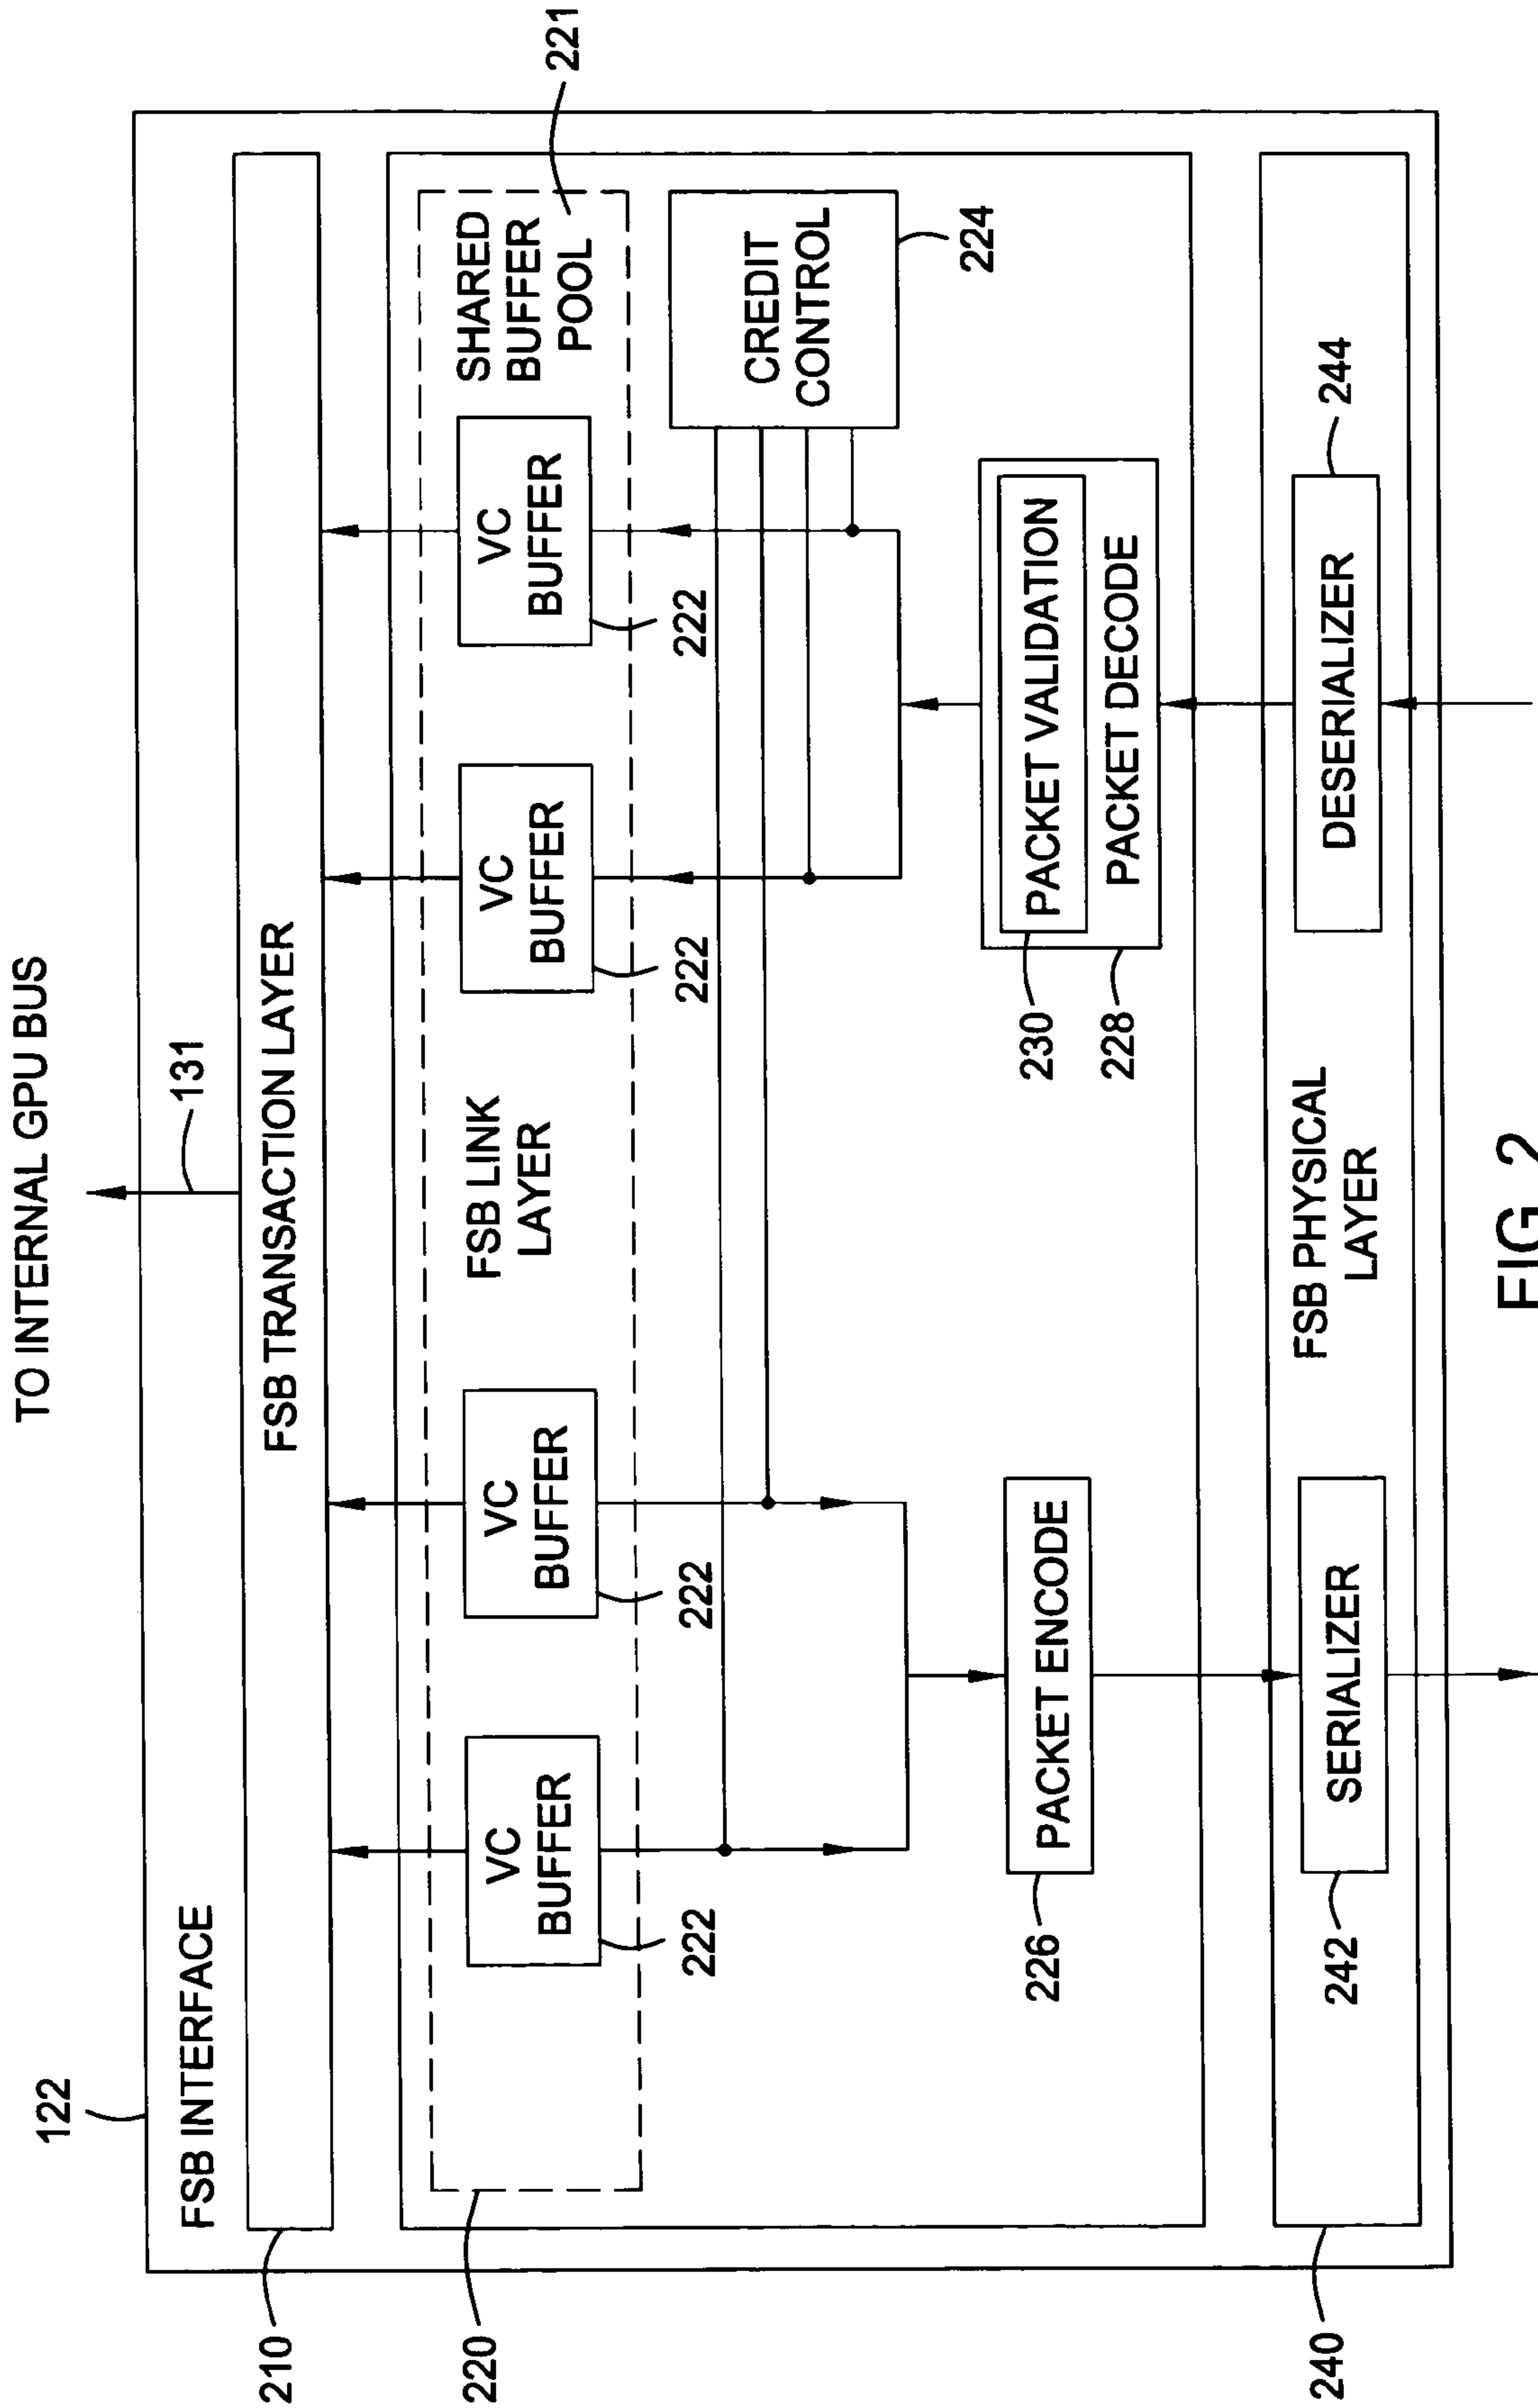 TO INTERNAL GPU BUS
122
131
FSB INTERFACE
210
FSB TRANSACTION LAYER
220
FSB LINK
LAYER
SHARED
BUFFER
POOL
221
VC
BUFFER
222
VC
BUFFER
222
VC
BUFFER
222
VC
BUFFER
222
CREDIT
CONTROL
224
226
PACKET ENCODE
230
PACKET VALIDATION
228
PACKET DECODE
240
242
SERIALIZER
FSB PHYSICAL
LAYER
DESERIALIZER
244
FIG. 2